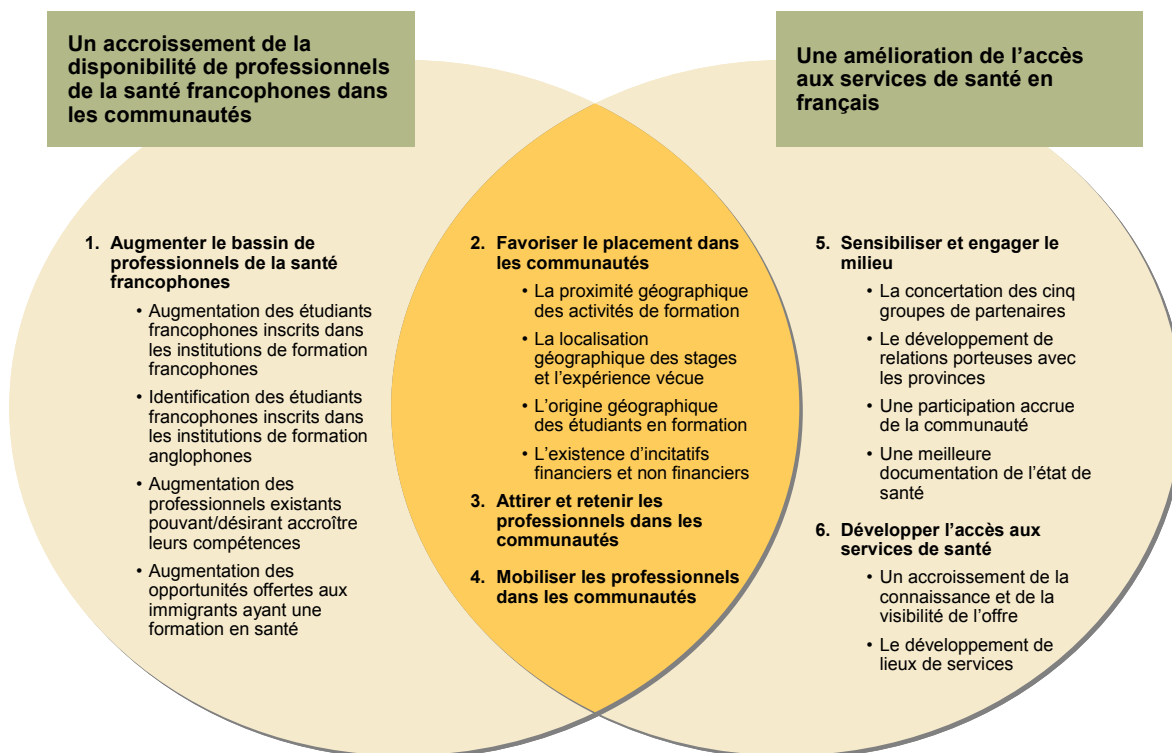 Un accroissement de la
disponibilité de professionnels
de la santé francophones dans
les communautés
Une amélioration de l’accès
aux services de santé en
français
1. Augmenter le bassin de
professionnels de la santé
francophones
• Augmentation des étudiants
francophones inscrits dans
les institutions de formation
francophones
• Identification des étudiants
francophones inscrits dans
les institutions de formation
anglophones
• Augmentation des
professionnels existants
pouvant/désirant accroître
leurs compétences
• Augmentation des
opportunités offertes aux
immigrants ayant une
formation en santé
2. Favoriser le placement dans
les communautés
• La proximité géographique
des activités de formation
• La localisation
géographique des stages
et l’expérience vécue
• L’origine géographique
des étudiants en formation
• L’existence d’incitatifs
financiers et non financiers
3. Attirer et retenir les
professionnels dans les
communautés
4. Mobiliser les professionnels
dans les communautés
5. Sensibiliser et engager le
milieu
• La concertation des cinq
groupes de partenaires
• Le développement de
relations porteuses avec
les provinces
• Une participation accrue
de la communauté
• Une meilleure
documentation de l’état de
santé
6. Développer l’accès aux
services de santé
• Un accroissement de la
connaissance et de la
visibilité de l’offre
• Le développement de
lieux de services